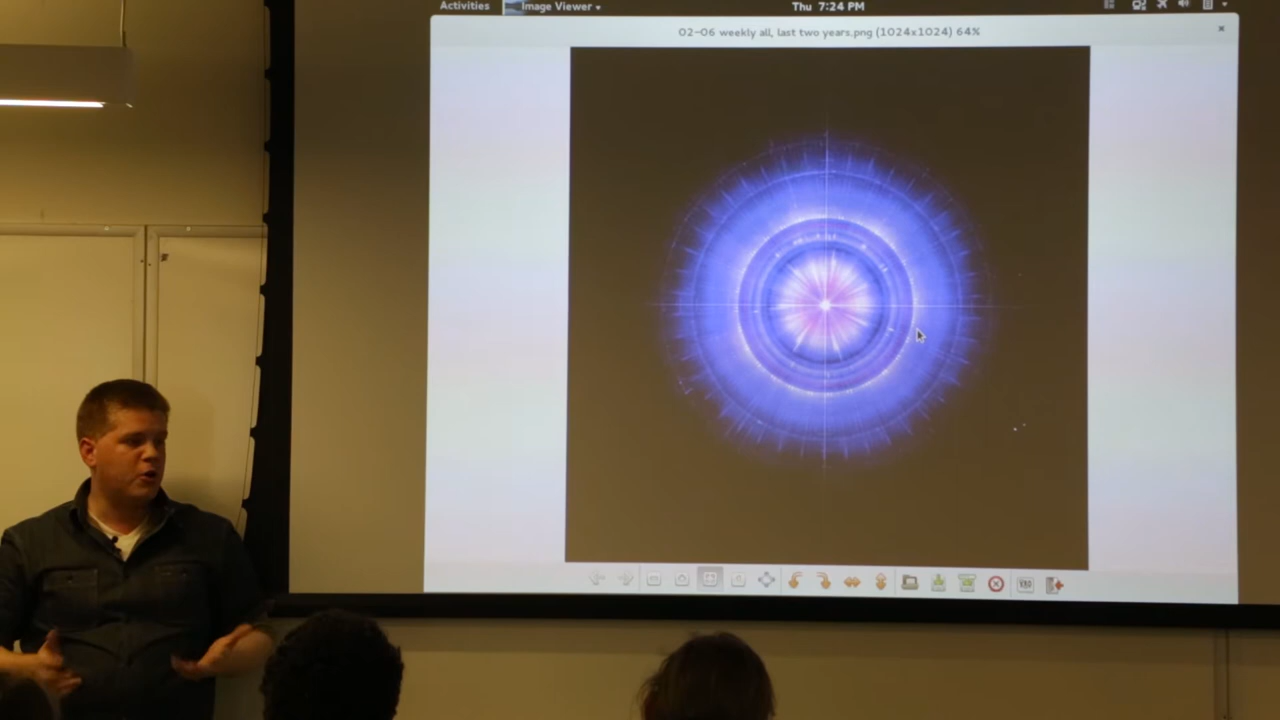 Activities Image Viewer Thu 7:24 PM
02-06 weekly all, last two years.png (1024x1024) 64%